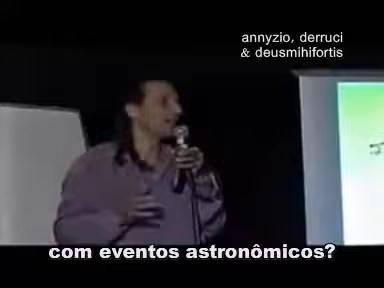 annyzio, derruci
& deusmihifortis
com eventos astronômicos?